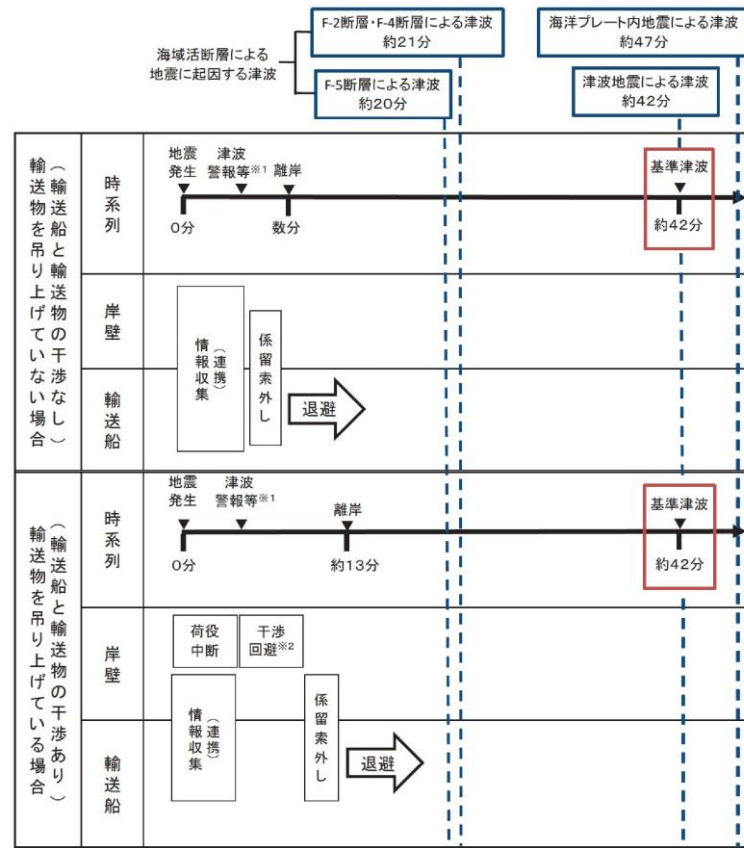 海域活断層による
地震に起因する津波
F-2断層・F-4断層による津波
約21分
F-5断層による津波
約20分
海洋プレート内地震による津波
約47分
津波地震による津波
約42分
輸送物を吊り上げていない場合
(輸送船と輸送物の干渉なし)
時系列
地震
発生
津波
警報等※1
離岸
基準津波
0分
数分
約42分
岸壁
輸送船
情報収集
(連携)
係留索外し
退避
輸送物を吊り上げている場合
(輸送船と輸送物の干渉あり)
時系列
地震
発生
津波
警報等※1
離岸
基準津波
0分
約13分
約42分
岸壁
輸送船
荷役
中断
干渉
回避※2
情報収集
(連携)
係留索外し
退避